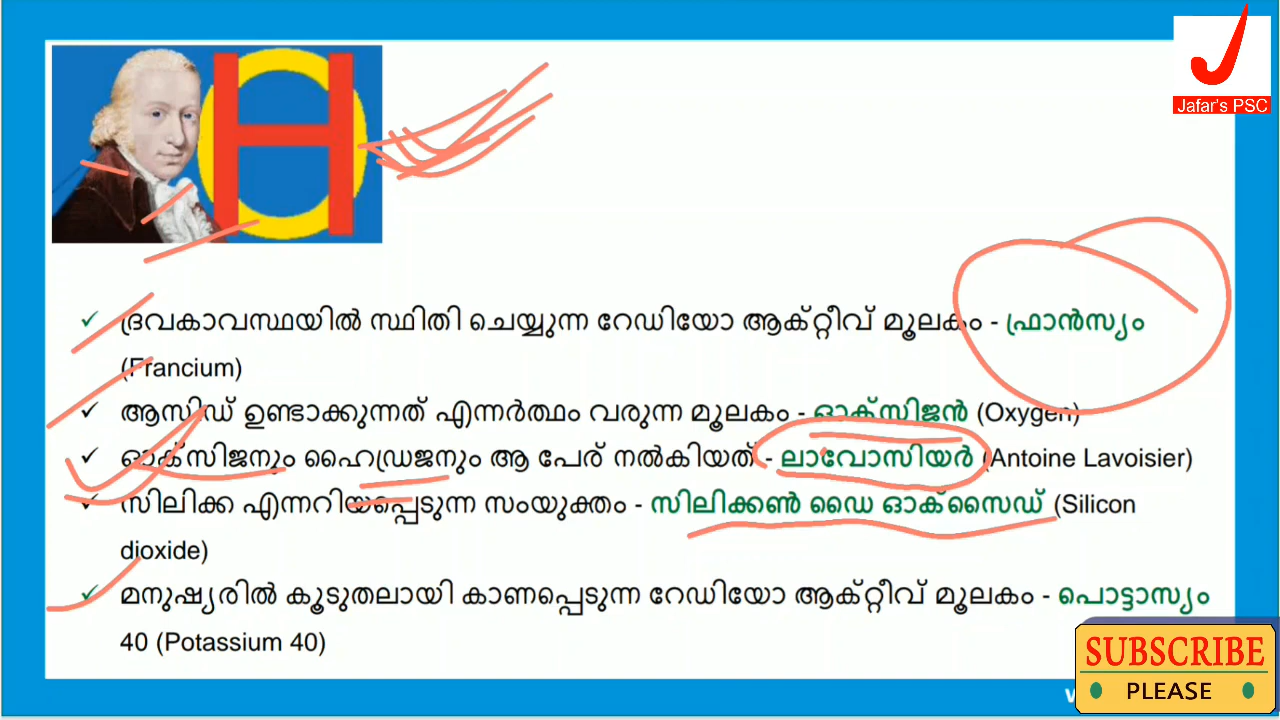 J
Jafar's PSC
OH
ദ്രവകാവസ്ഥയിൽ സ്ഥിതി ചെയ്യുന്ന റേഡിയോ ആക്റ്റീവ് മൂലകം - ഫ്രാൻസ്യം
(Francium)
ആസിഡ് ഉണ്ടാക്കുന്നത് എന്നർത്ഥം വരുന്ന മൂലകം - ഓക്സിജൻ (Oxygen)
ഓക്സിജനും ഹൈഡ്രജനും ആ പേര് നൽകിയത് - ലാവോസിയർ (Antoine Lavoisier)
സിലിക്ക എന്നറിയപ്പെടുന്ന സംയുക്തം - സിലിക്കൺ ഡൈ ഓക്സൈഡ് (Silicon
dioxide)
മനുഷ്യരിൽ കൂടുതലായി കാണപ്പെടുന്ന റേഡിയോ ആക്റ്റീവ് മൂലകം - പൊട്ടാസ്യം
40 (Potassium 40)
SUBSCRIBE
PLEASE